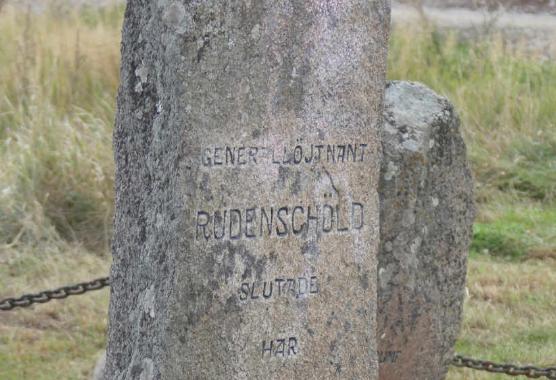 GENERALLÖJTNANT
RUDENSCHÖLD
SLUTADE
HÄR